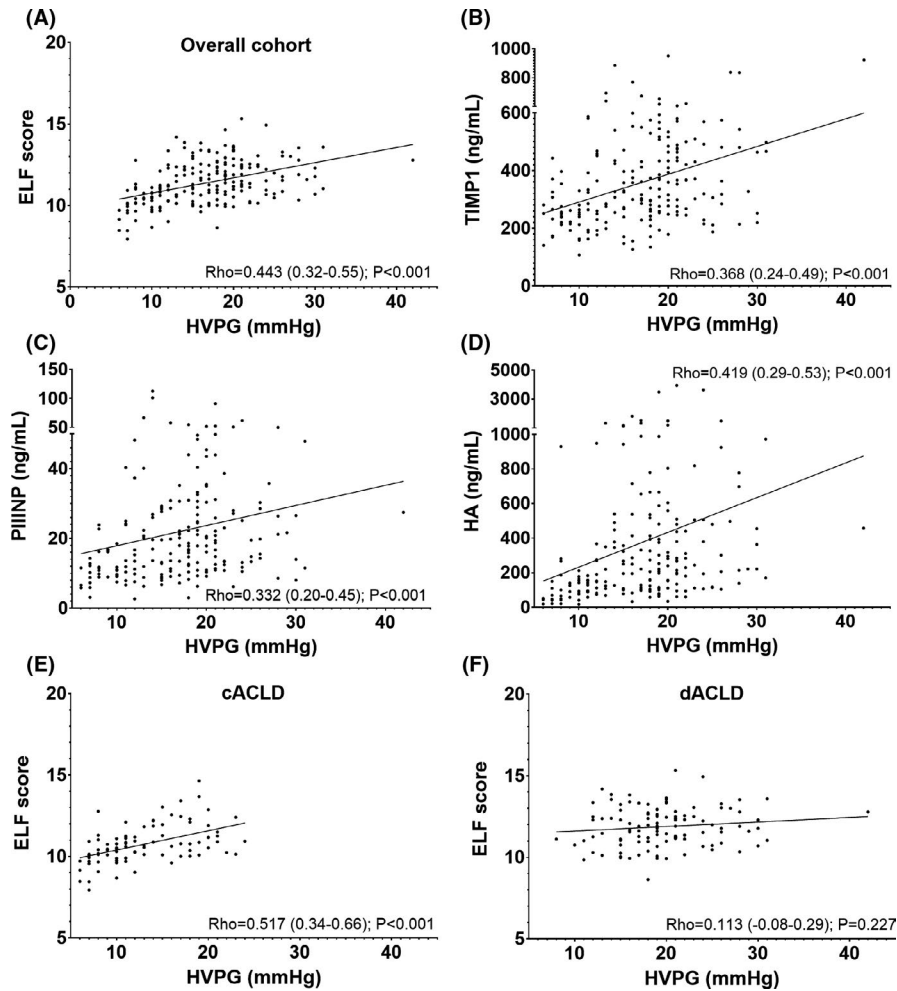 (A)
Overall cohort
20
15
10
5
ELF score
0 10 20 30 40
HVPG (mmHg)
Rho=0.443 (0.32-0.55); P<0.001
(B)
1000
800
600
400
200
0
TIMP1 (ng/mL)
10 20 30 40
HVPG (mmHg)
Rho=0.368 (0.24-0.49); P<0.001
(C)
150
100
50
40
20
0
PIIINP (ng/mL)
10 20 30 40
HVPG (mmHg)
Rho=0.332 (0.20-0.45); P<0.001
(D)
5000
3000
1000
800
600
400
200
0
HA (ng/mL)
10 20 30 40
HVPG (mmHg)
Rho=0.419 (0.29-0.53); P<0.001
(E)
cACLD
20
15
10
5
ELF score
10 20 30 40
HVPG (mmHg)
Rho=0.517 (0.34-0.66); P<0.001
(F)
dACLD
20
15
10
5
ELF score
10 20 30 40
HVPG (mmHg)
Rho=0.113 (-0.08-0.29); P=0.227